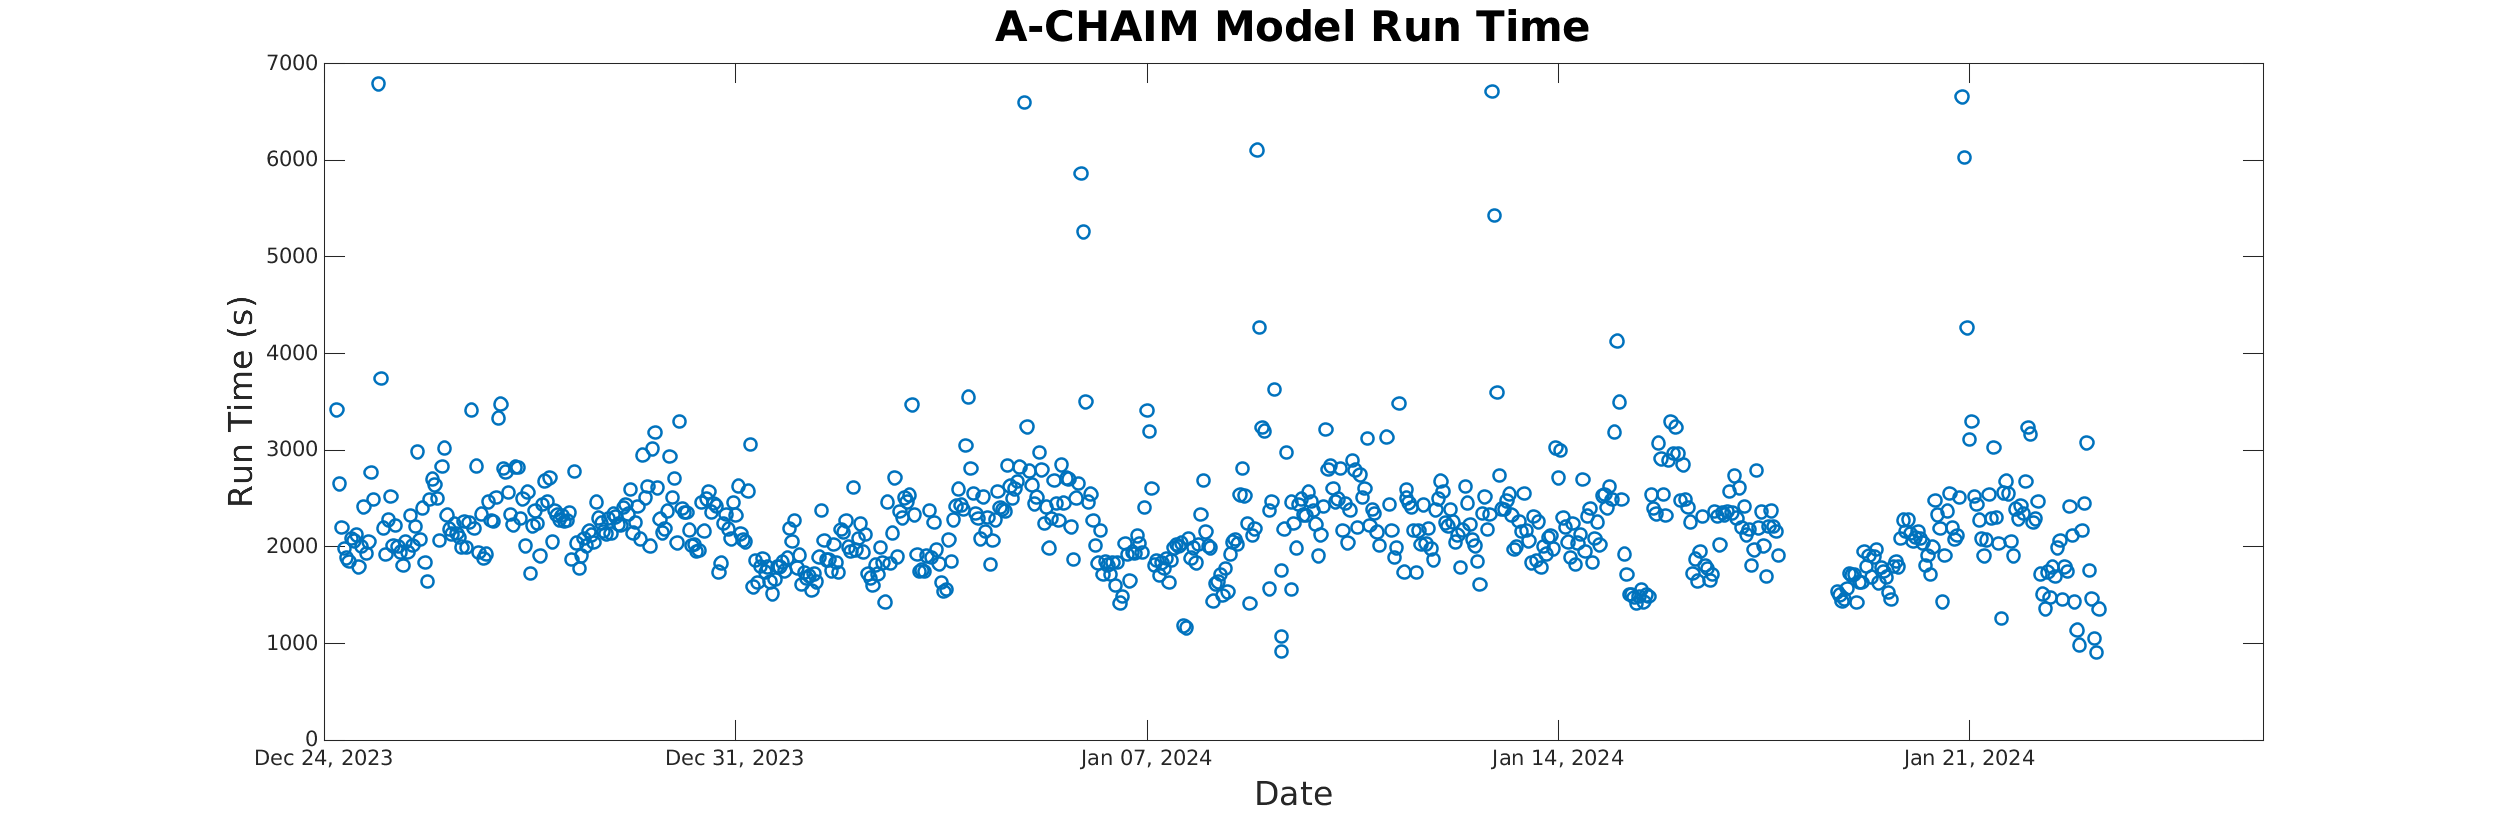 A-CHAIM Model Run Time
Run Time (s)
7000
6000
5000
4000
3000
2000
1000
0
Dec 24, 2023 Dec 31, 2023 Jan 07, 2024 Jan 14, 2024 Jan 21, 2024
Date